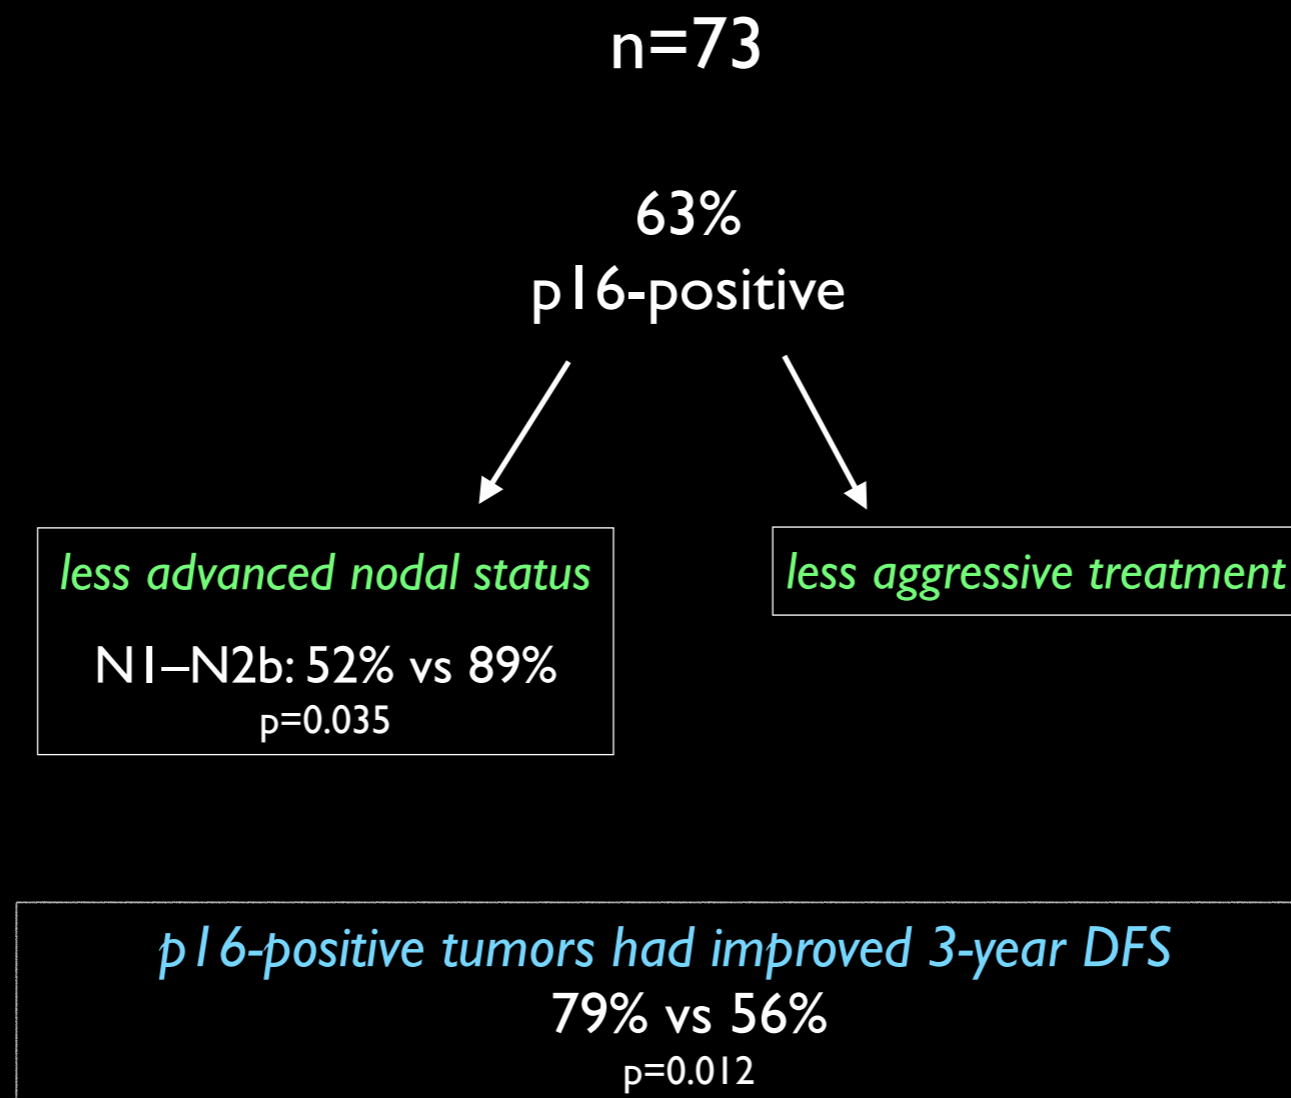 n=73
63%
p16-positive
less advanced nodal status
N1–N2b: 52% vs 89%
p=0.035
less aggressive treatment
p16-positive tumors had improved 3-year DFS
79% vs 56%
p=0.012